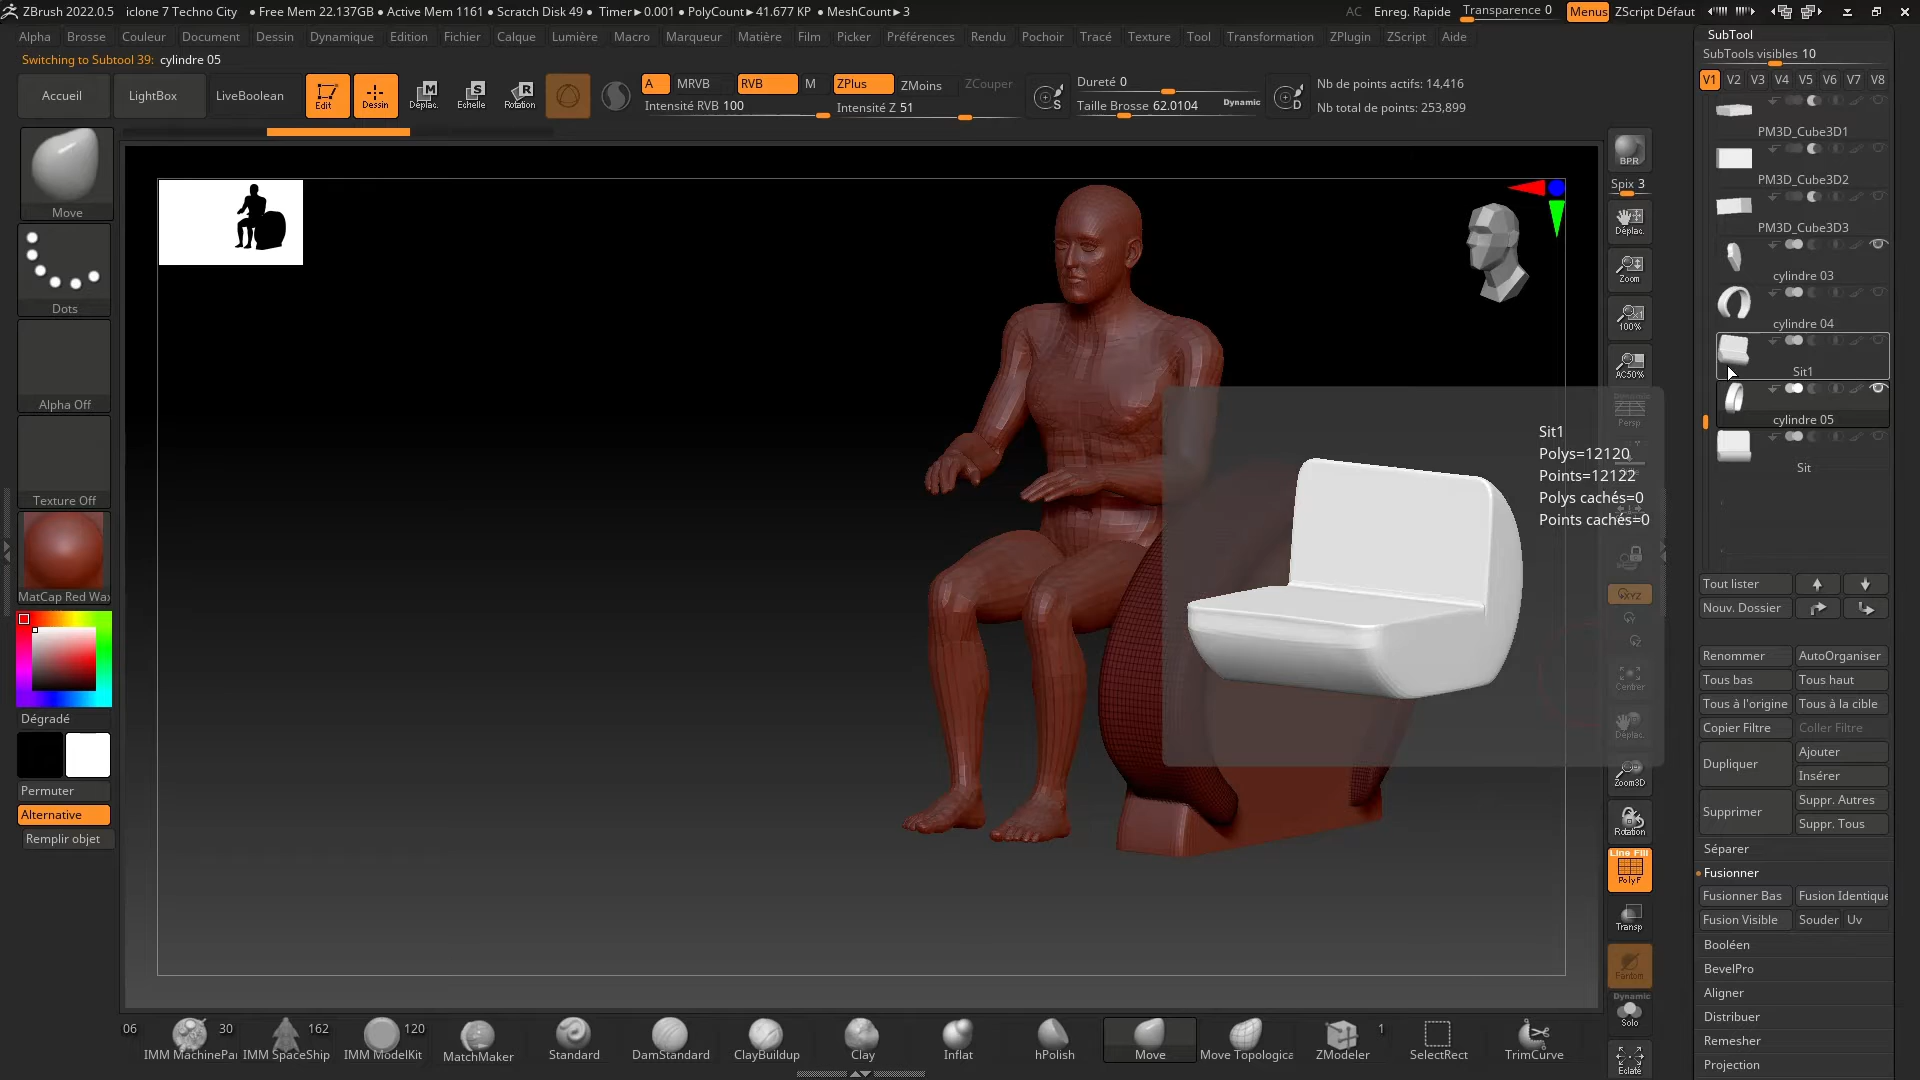 ZBrush 2022.0.5 iclone 7 Techno City • Free Mem 22.137GB • Active Mem 1161 • Scratch Disk 49 • Timer►0.001 • PolyCount►41.677 KP • MeshCount►3 AC Enreg. Rapide Transparence 0 Menus ZScript Défaut
Alpha Brosse Couleur Document Dessin Dynamique Edition Fichier Calque Lumière Macro Marqueur Matière Film Picker Préférences Rendu Pochoir Tracé Texture Tool Transformation ZPlugin ZScript Aide
Switching to Subtool 39: cylindre 05
Accueil LightBox LiveBoolean Edit Dessin Déplac. Echelle Rotation
A MRVB RVB M ZPlus ZMoins ZCouper
Intensité RVB 100 Intensité Z 51
Dureté 0
Taille Brosse 62.0104 Dynamic
S D
Nb de points actifs: 14,416
Nb total de points: 253,899
Move
Dots
Alpha Off
Texture Off
MatCap Red Wax
Dégradé
Permuter
Alternative
Remplir objet
BPR
Spix 3
Déplac.
Zoom
100%
AC50%
Persp
XYZ
Centrer
Déplac.
Zoom3D
Rotation
Line Fill
PolyF
Transp
Fantom
Dynamic
Solo
Eclaté
Sit1
Polys=12120
Points=12122
Polys cachés=0
Points cachés=0
SubTool
SubTools visibles 10
V1 V2 V3 V4 V5 V6 V7 V8
PM3D_Cube3D1
PM3D_Cube3D2
PM3D_Cube3D3
cylindre 03
cylindre 04
Sit1
cylindre 05
Sit
Tout lister
Nouv. Dossier
Renommer AutoOrganiser
Tous bas Tous haut
Tous à l'origine Tous à la cible
Copier Filtre Coller Filtre
Dupliquer Ajouter
Insérer
Supprimer Suppr. Autres
Suppr. Tous
Séparer
Fusionner
Fusionner Bas Fusion Identique
Fusion Visible Souder Uv
Booléen
BevelPro
Aligner
Distribuer
Remesher
Projection
06 30 162 120 1
IMM MachinePar IMM SpaceShip IMM ModelKit MatchMaker Standard DamStandard ClayBuildup Clay Inflat hPolish Move Move Topologica ZModeler SelectRect TrimCurve